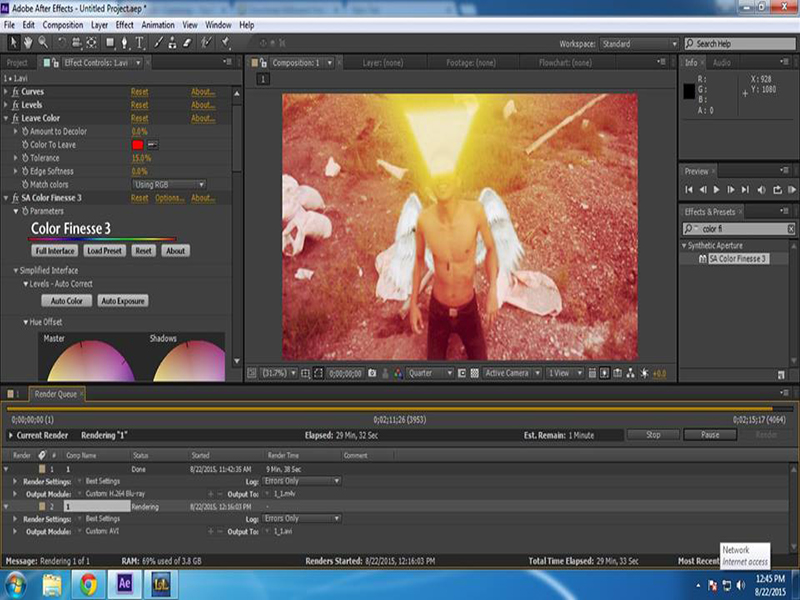 Adobe After Effects - Untitled Project.aep *
File Edit Composition Layer Effect Animation View Window Help
Workspace: Standard Search Help
Project Effect Controls: 1.avi Composition: 1 Layer: (none) Footage: (none) Flowchart: (none) Info Audio
1 • 1.avi
1
R:
G:
B:
A: 0
X: 928
Y: 1080
fx Curves Reset About...
fx Levels Reset About...
fx Leave Color Reset About...
Amount to Decolor 0.0%
Color To Leave
Tolerance 15.0%
Edge Softness 0.0%
Match colors Using RGB
fx SA Color Finesse 3 Reset Options... About...
Parameters
Color Finesse 3
Full Interface Load Preset Reset About
Simplified Interface
Levels - Auto Correct
Auto Color Auto Exposure
Hue Offset
Master Shadows
Preview
Effects & Presets
color fi
Synthetic Aperture
SA Color Finesse 3
(31.7%) 0;00;00;00 Quarter Active Camera 1 View +0.0
1 Render Queue
0;00;00;00 (1) 0;02;11;26 (3953) 0;02;15;17 (4064)
Current Render Rendering "1" Elapsed: 29 Min, 32 Sec Est. Remain: 1 Minute Stop Pause Render
Render # Comp Name Status Started Render Time Comment
1 1 Done 8/22/2015, 11:42:35 AM 9 Min, 38 Sec
Render Settings: Best Settings Log: Errors Only
Output Module: Custom: H.264 Blu-ray Output To: 1_1.m4v
2 1 Rendering 8/22/2015, 12:16:03 PM -
Render Settings: Best Settings Log: Errors Only
Output Module: Custom: AVI Output To: 1_1.avi
Network
Internet access
Message: Rendering 1 of 1 RAM: 69% used of 3.8 GB Renders Started: 8/22/2015, 12:16:03 PM Total Time Elapsed: 29 Min, 33 Sec Most Recent
Ae
12:45 PM
8/22/2015